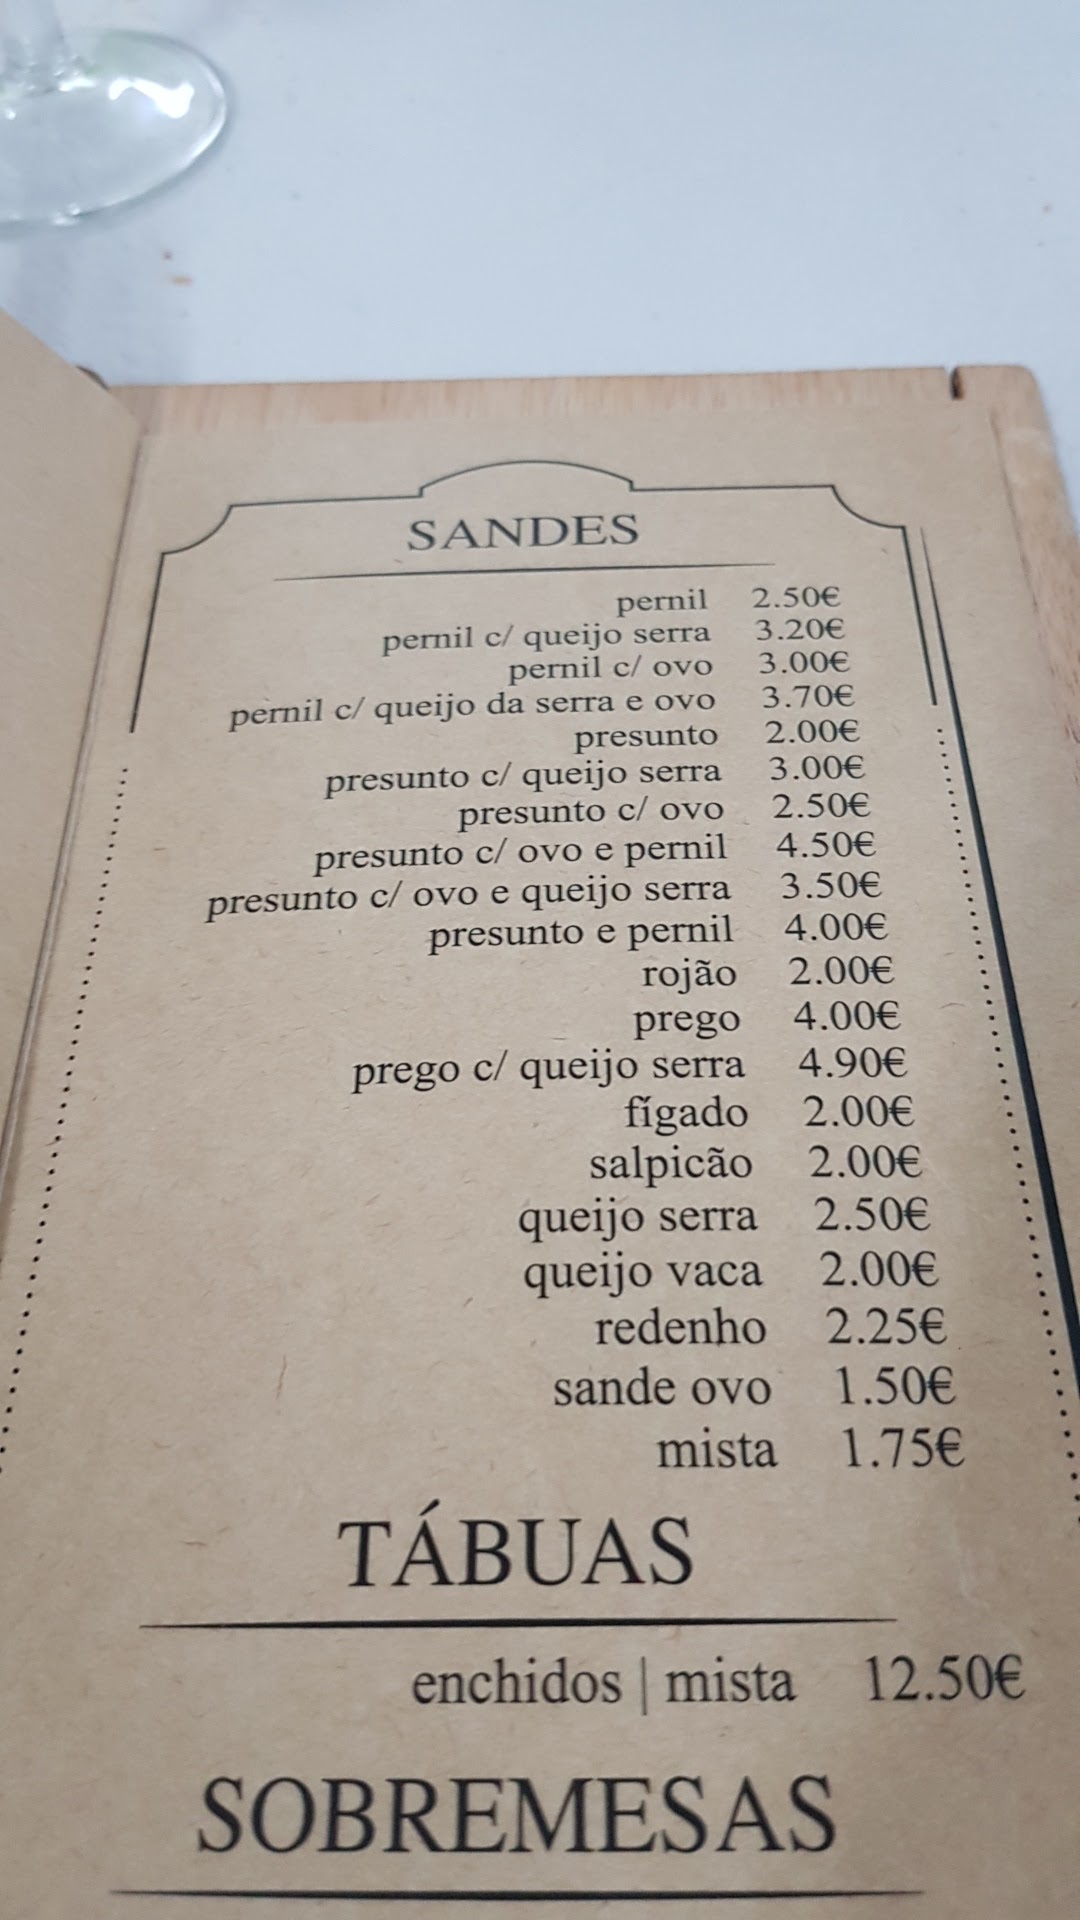 SANDES
pernil 2.50€
pernil c/ queijo serra 3.20€
pernil c/ ovo 3.00€
pernil c/ queijo da serra e ovo 3.70€
presunto 2.00€
presunto c/ queijo serra 3.00€
presunto c/ ovo 2.50€
presunto c/ ovo e pernil 4.50€
presunto c/ ovo e queijo serra 3.50€
presunto e pernil 4.00€
rojão 2.00€
prego 4.00€
prego c/ queijo serra 4.90€
fígado 2.00€
salpicão 2.00€
queijo serra 2.50€
queijo vaca 2.00€
redenho 2.25€
sande ovo 1.50€
mista 1.75€
TÁBUAS
enchidos | mista 12.50€
SOBREMESAS